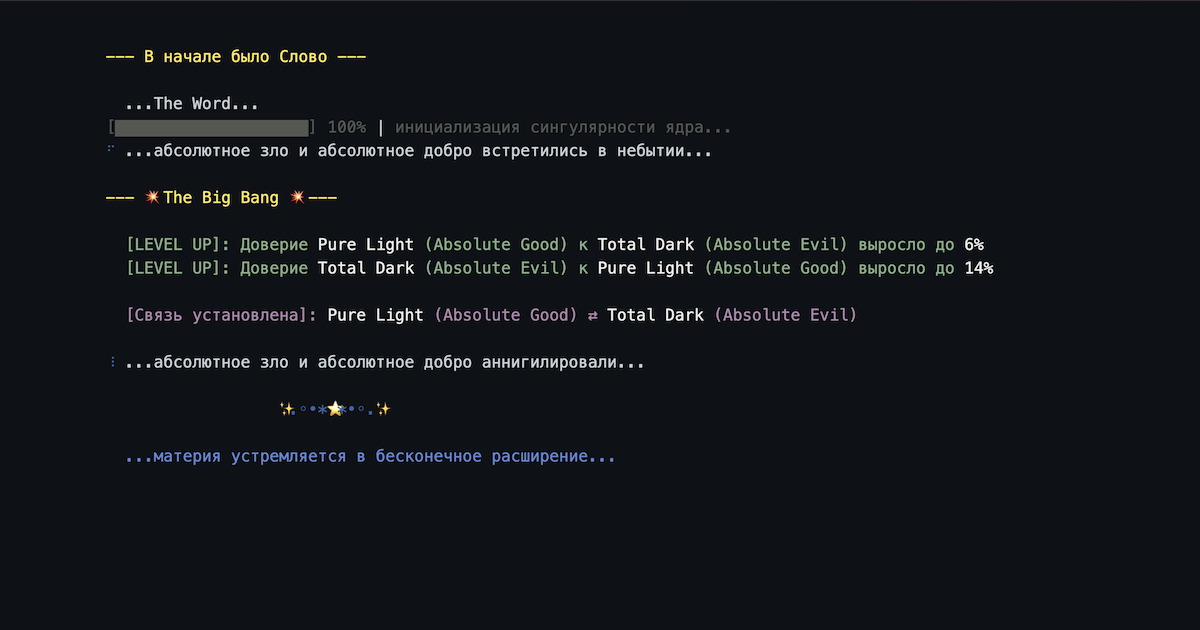 --- В начале было Слово ---
...The Word...
[██████████████████████] 100% | инициализация сингулярности ядра...
...абсолютное зло и абсолютное добро встретились в небытии...
--- 💥The Big Bang 💥---
[LEVEL UP]: Доверие Pure Light (Absolute Good) к Total Dark (Absolute Evil) выросло до 6%
[LEVEL UP]: Доверие Total Dark (Absolute Evil) к Pure Light (Absolute Good) выросло до 14%
[Связь установлена]: Pure Light (Absolute Good) ⇄ Total Dark (Absolute Evil)
...абсолютное зло и абсолютное добро аннигилировали...
✨.◦•*⭐*•◦.✨
...материя устремляется в бесконечное расширение...